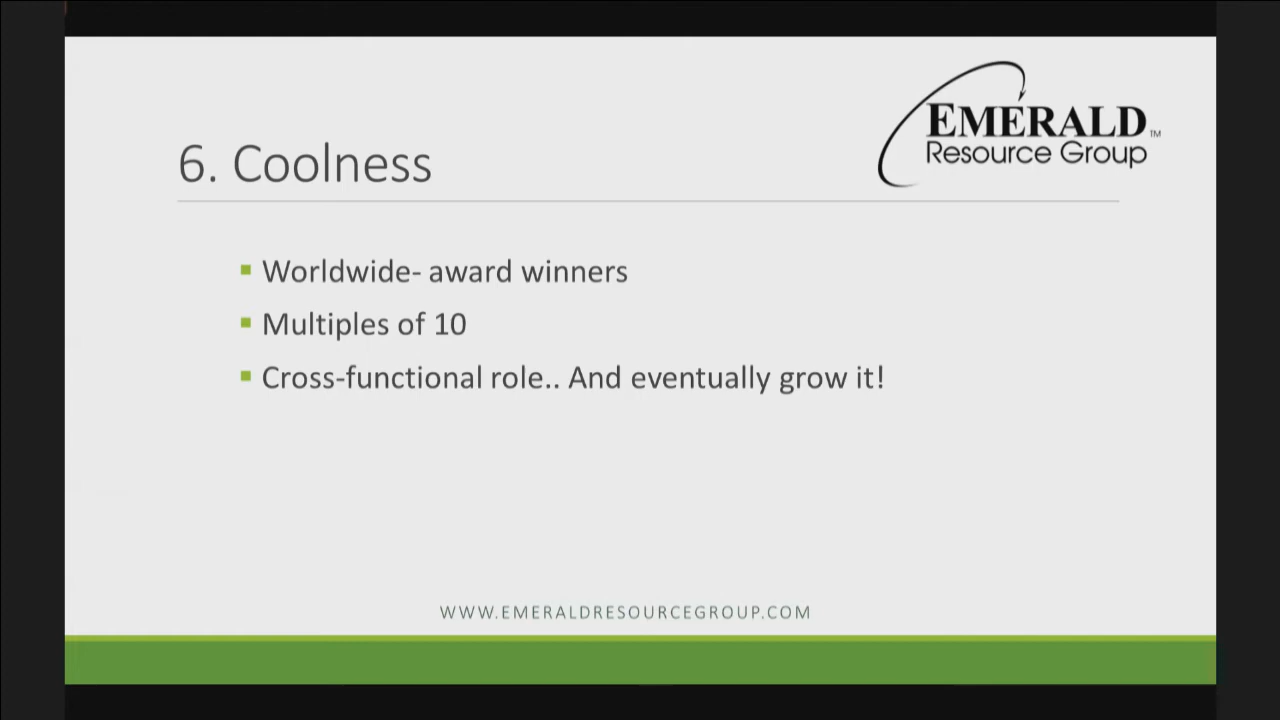 EMERALD TM
Resource Group
6. Coolness
Worldwide- award winners
Multiples of 10
Cross-functional role.. And eventually grow it!
WWW.EMERALDRESOURCEGROUP.COM